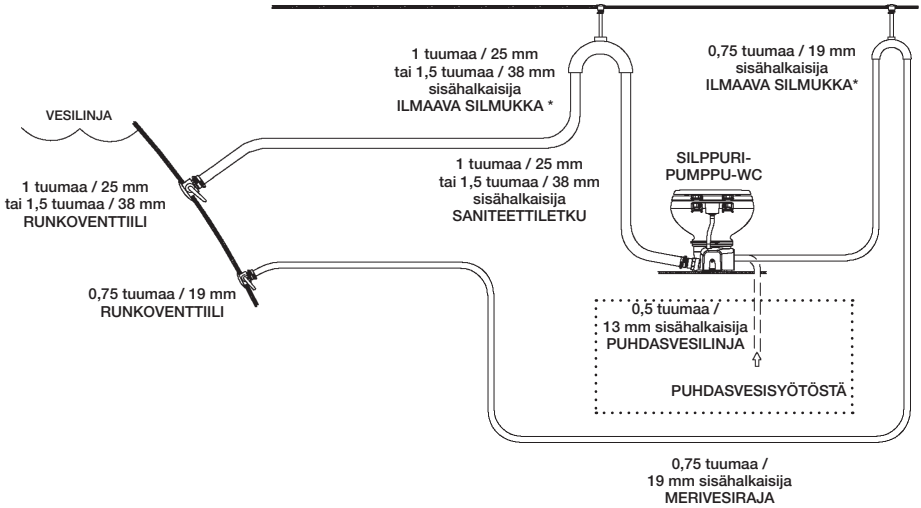 1 tuumaa / 25 mm
tai 1,5 tuumaa / 38 mm
sisähalkaisija
ILMAAVA SILMUKKA *
0,75 tuumaa / 19 mm
sisähalkaisija
ILMAAVA SILMUKKA*
VESILINJA
1 tuumaa / 25 mm
tai 1,5 tuumaa / 38 mm
RUNKOVENTTIILI
1 tuumaa / 25 mm
tai 1,5 tuumaa / 38 mm
sisähalkaisija
SANITEETTILETKU
SILPPURI-
PUMPPU-WC
0,75 tuumaa / 19 mm
RUNKOVENTTIILI
0,5 tuumaa /
13 mm sisähalkaisija
PUHDASVESILINJA
PUHDASVESISYÖTÖSTÄ
0,75 tuumaa /
19 mm sisähalkaisija
MERIVESIRAJA